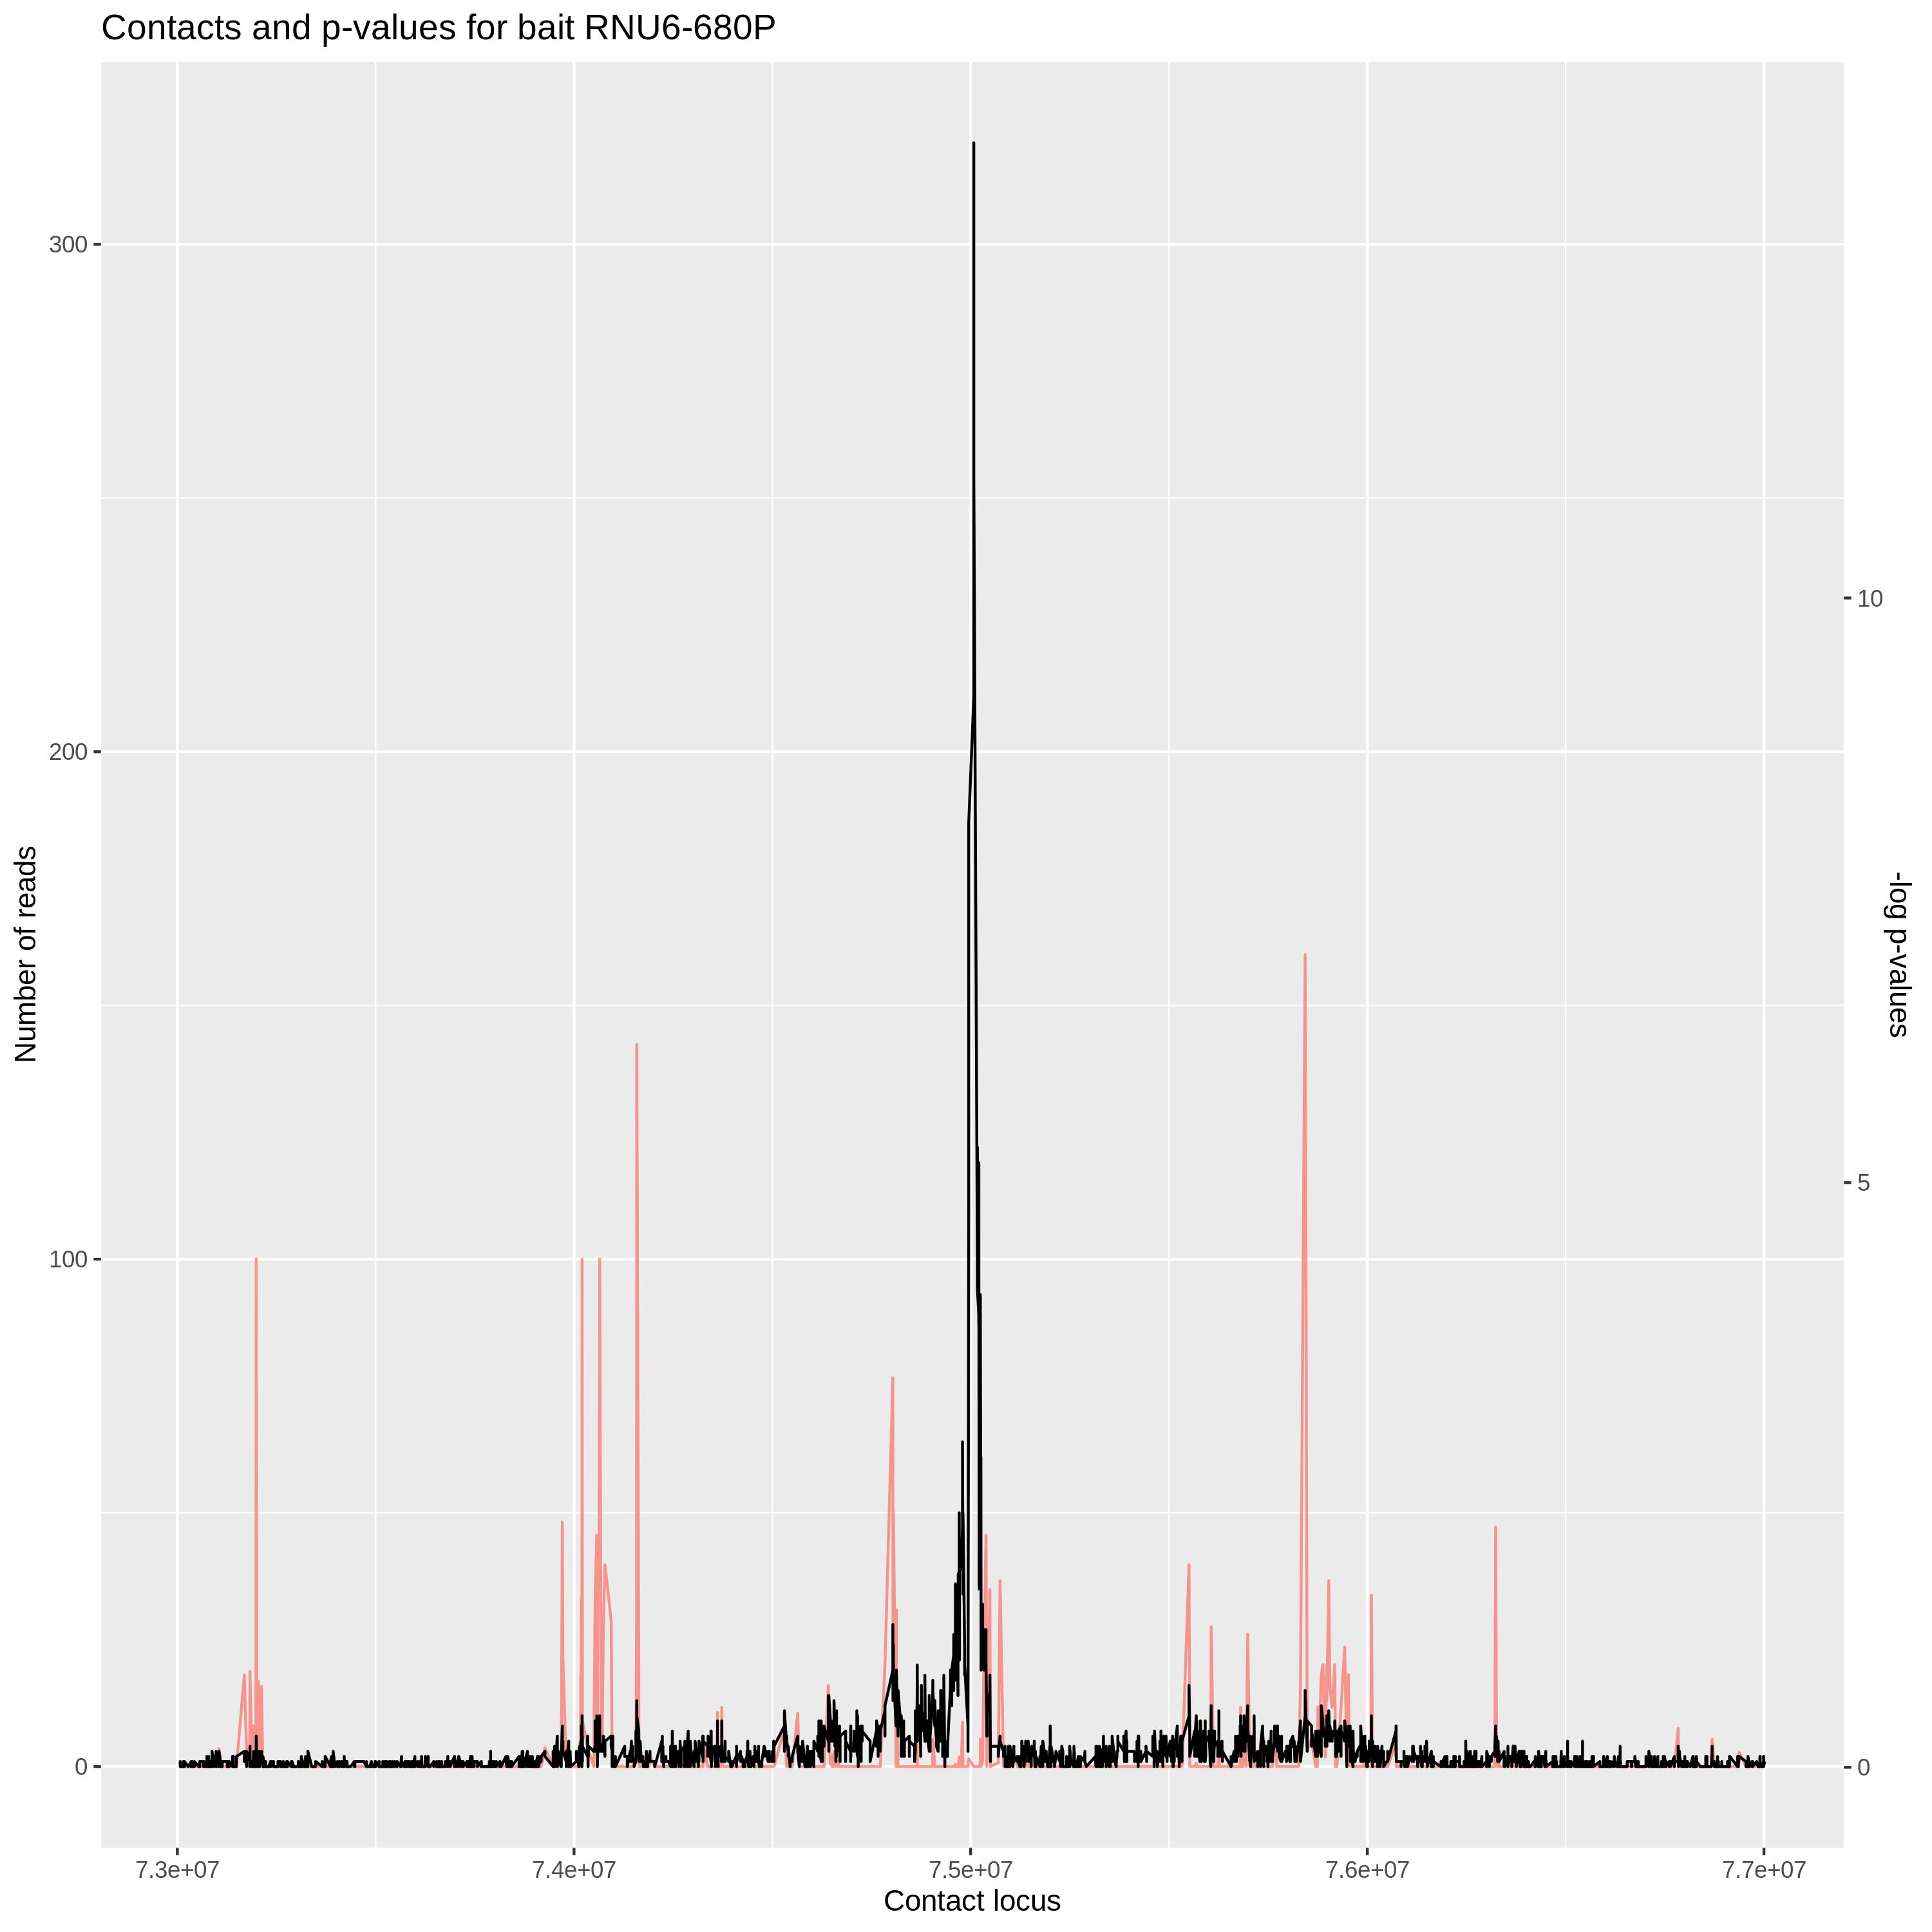 Contacts and p-values for bait RNU6-680P
300
200
100
0
Number of reads
10
5
0
-log p-values
7.3e+07
7.4e+07
7.5e+07
7.6e+07
7.7e+07
Contact locus